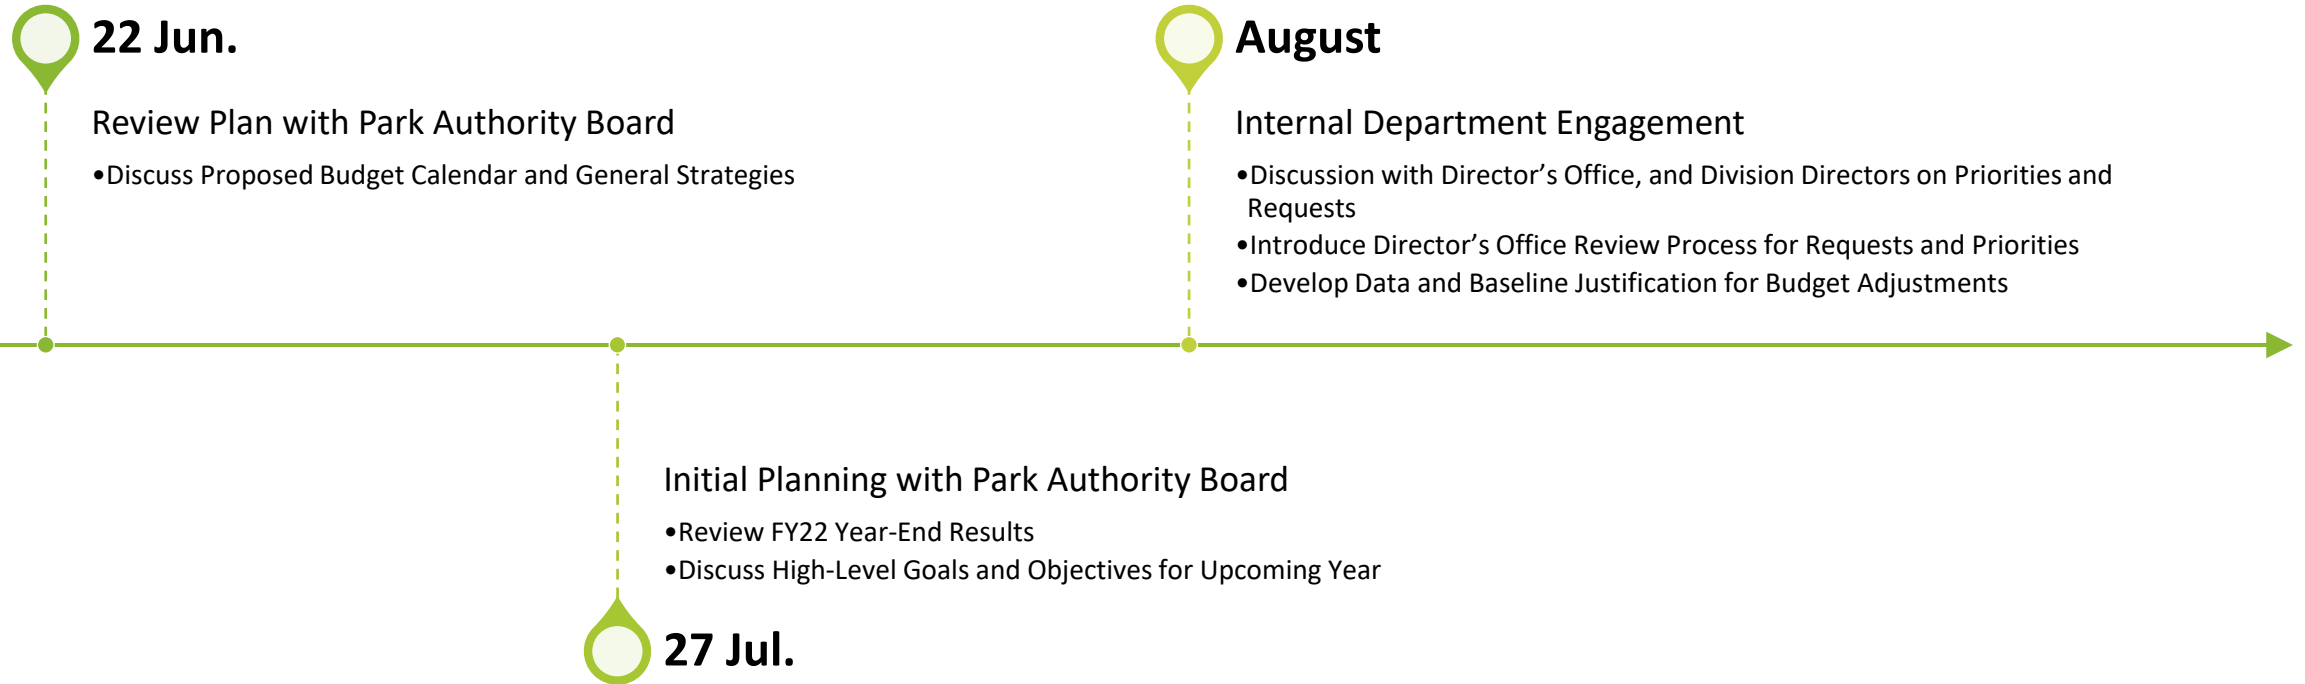 22 Jun.
Review Plan with Park Authority Board
•Discuss Proposed Budget Calendar and General Strategies
August
Internal Department Engagement
•Discussion with Director’s Office, and Division Directors on Priorities and
Requests
•Introduce Director’s Office Review Process for Requests and Priorities
•Develop Data and Baseline Justification for Budget Adjustments
Initial Planning with Park Authority Board
•Review FY22 Year-End Results
•Discuss High-Level Goals and Objectives for Upcoming Year
27 Jul.